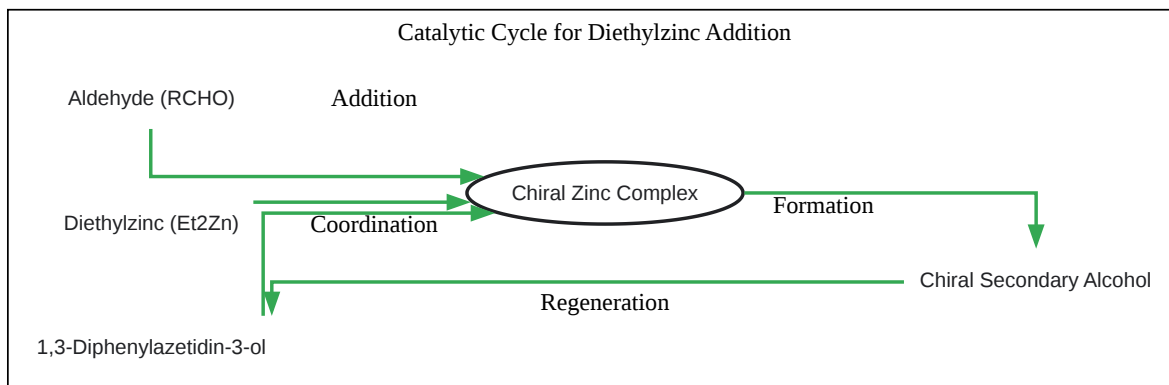 Catalytic Cycle for Diethylzinc Addition
Aldehyde (RCHO)
Addition
Chiral Zinc Complex
Formation
Diethylzinc (Et2Zn)
Coordination
Chiral Secondary Alcohol
Regeneration
1,3-Diphenylazetidin-3-ol